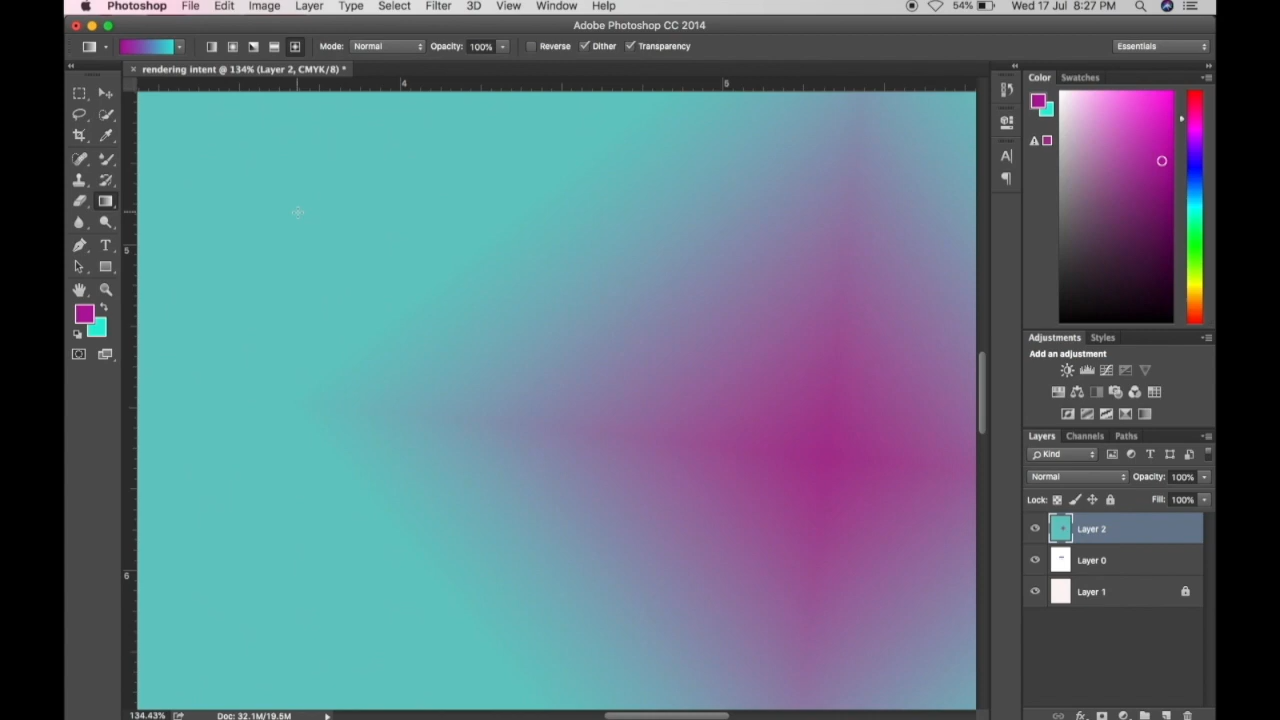 Photoshop File Edit Image Layer Type Select Filter 3D View Window Help 54% Wed 17 Jul 8:27 PM
Adobe Photoshop CC 2014
Mode: Normal Opacity: 100% Reverse Dither Transparency Essentials
× rendering intent @ 134% (Layer 2, CMYK/8) *
4 5
Color Swatches
5
6
Adjustments Styles
Add an adjustment
Layers Channels Paths
Kind
Normal Opacity: 100%
Lock: Fill: 100%
Layer 2
Layer 0
Layer 1
134.43% Doc: 32.1M/19.5M